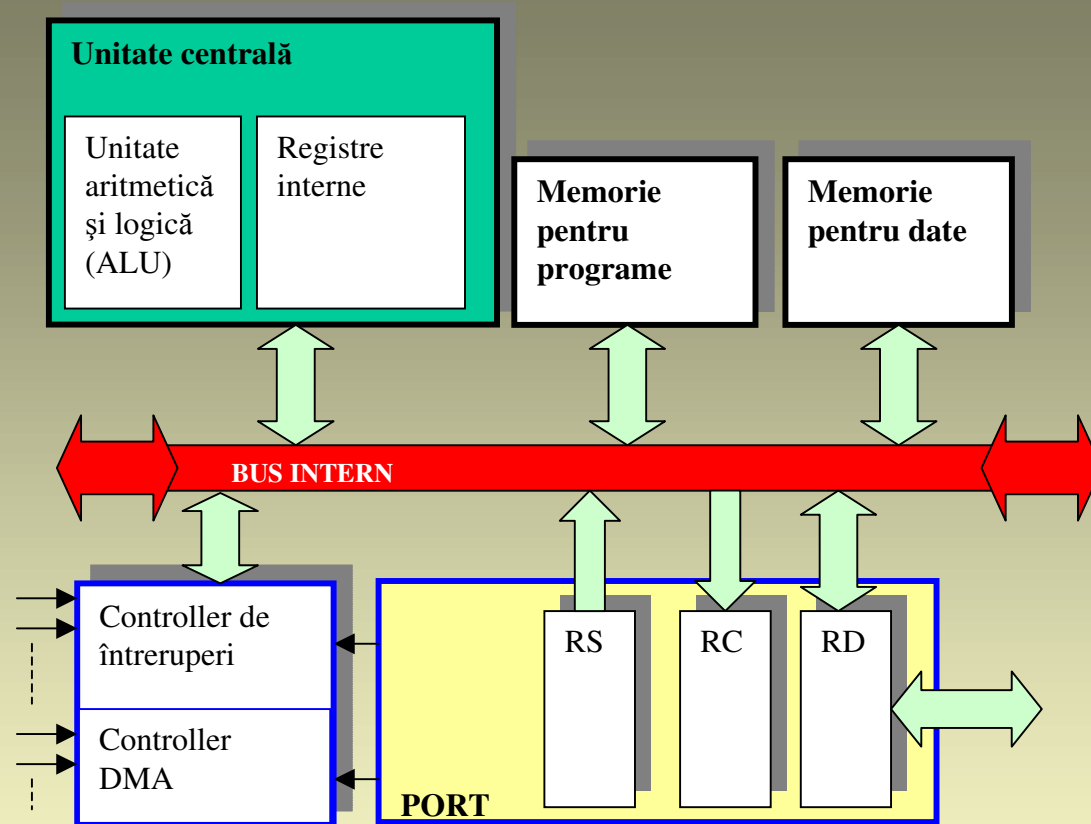 Unitate centrală
Unitate
aritmetică
şi logică
(ALU)
Registre
interne
Memorie
pentru
programe
Memorie
pentru date
BUS INTERN
Controller de
întreruperi
Controller
DMA
RS
RC
RD
PORT